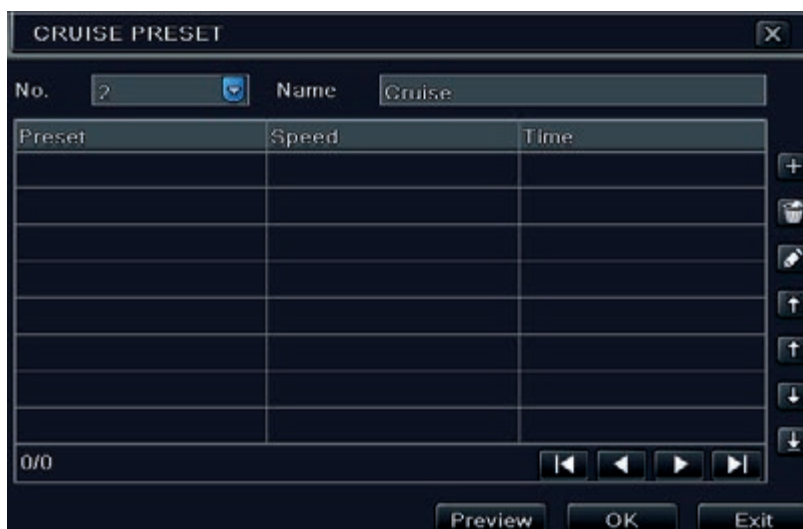 CRUISE PRESET
No. 2 Name Cruise
Preset Speed Time
0/0
Preview OK Exit